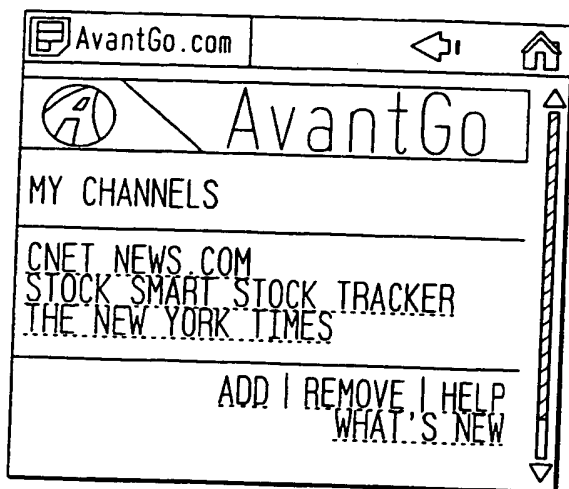 AvantGo.com
AvantGo
MY CHANNELS
CNET NEWS.COM
STOCK SMART STOCK TRACKER
THE NEW YORK TIMES
ADD | REMOVE | HELP
WHAT'S NEW